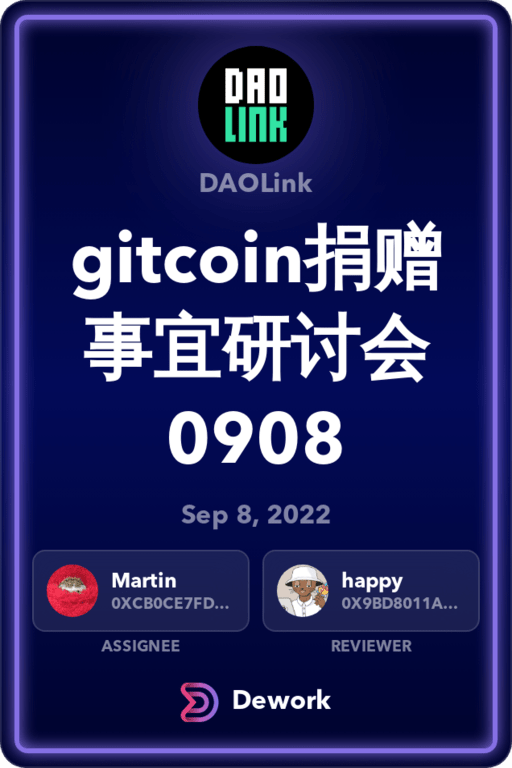 DAO
LINK
DAOLink
gitcoin捐赠
事宜研讨会
0908
Sep 8, 2022
Martin
0XCB0CE7FD...
happy
0X9BD8011A...
ASSIGNEE
REVIEWER
Dework